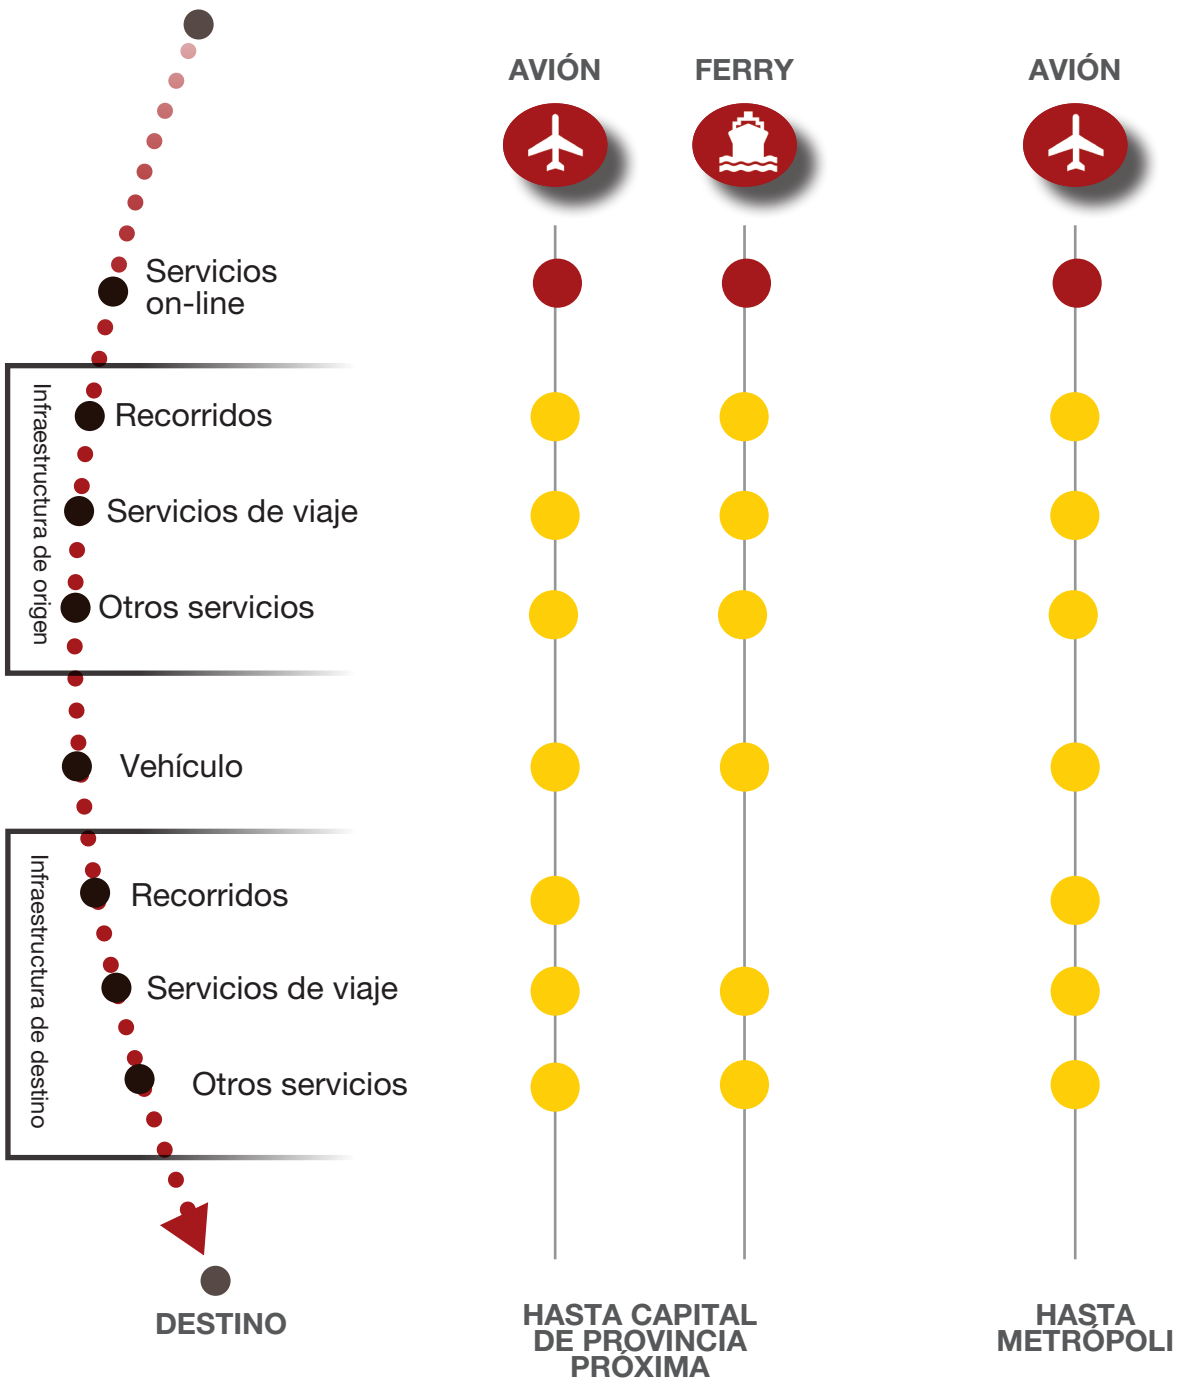 AVIÓN
FERRY
AVIÓN
Servicios
on-line
Infraestructura de origen
Recorridos
Servicios de viaje
Otros servicios
Vehículo
Infraestructura de destino
Recorridos
Servicios de viaje
Otros servicios
DESTINO
HASTA CAPITAL
DE PROVINCIA
PRÓXIMA
HASTA
METRÓPOLI